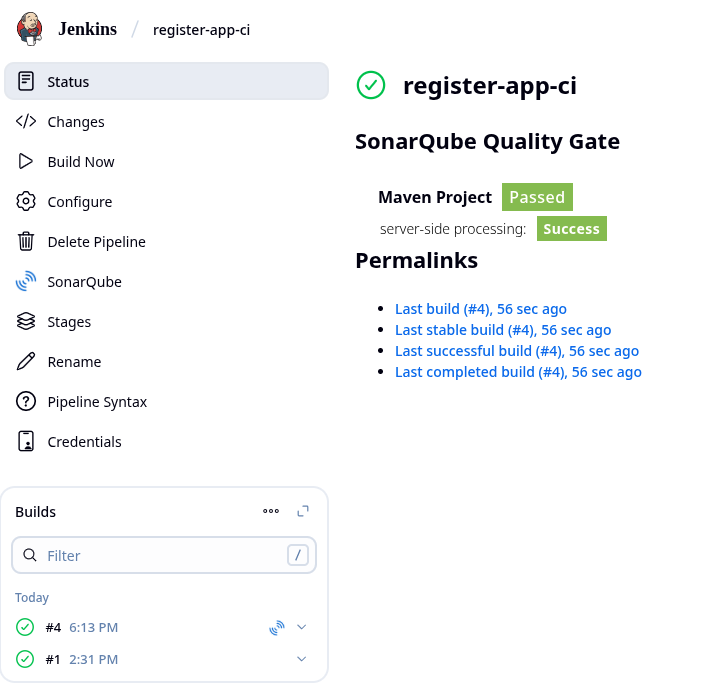 Jenkins / register-app-ci
Status
Changes
Build Now
Configure
Delete Pipeline
SonarQube
Stages
Rename
Pipeline Syntax
Credentials
Builds
Filter /
Today
#4 6:13 PM
#1 2:31 PM
register-app-ci
SonarQube Quality Gate
Maven Project Passed
server-side processing: Success
Permalinks
Last build (#4), 56 sec ago
Last stable build (#4), 56 sec ago
Last successful build (#4), 56 sec ago
Last completed build (#4), 56 sec ago